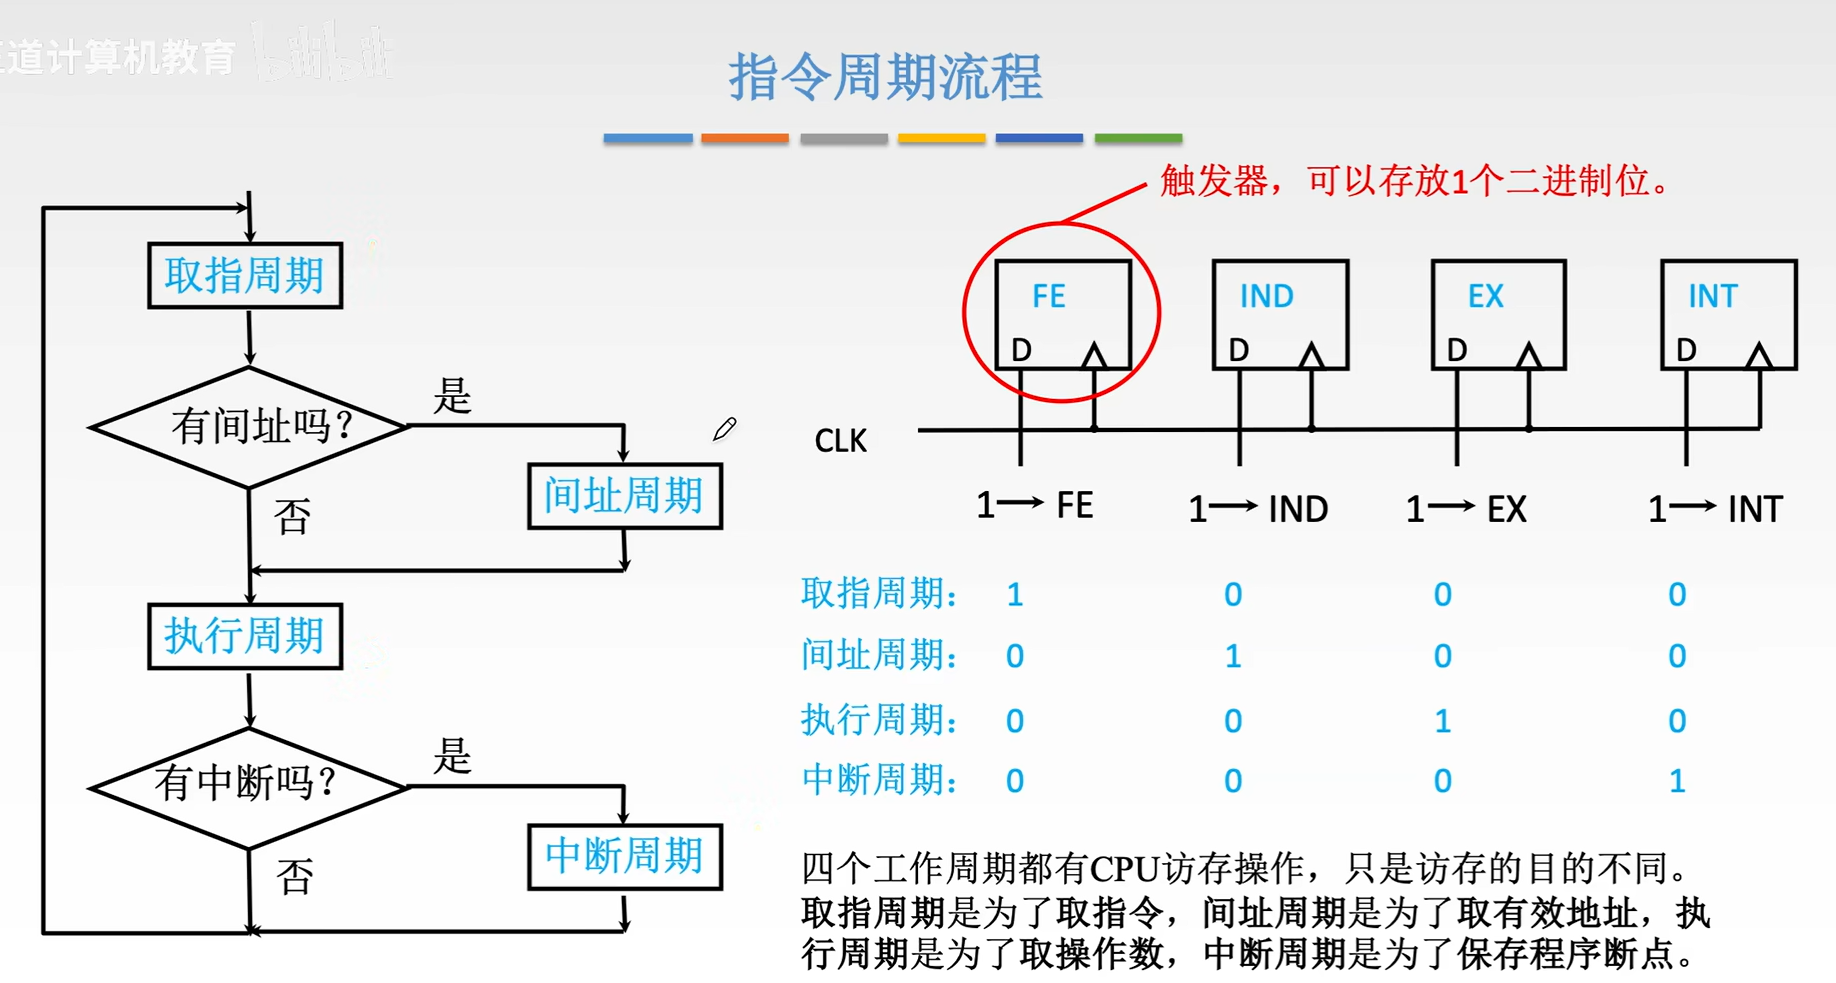 道计算机教育 bilibili
指令周期流程
触发器，可以存放1个二进制位。
取指周期
有间址吗？
是
间址周期
否
执行周期
有中断吗？
是
中断周期
否
FE
IND
EX
INT
D
D
D
D
CLK
1→ FE
1→ IND
1→ EX
1→ INT
取指周期： 1 0 0 0
间址周期： 0 1 0 0
执行周期： 0 0 1 0
中断周期： 0 0 0 1
四个工作周期都有CPU访存操作，只是访存的目的不同。
取指周期是为了取指令，间址周期是为了取有效地址，执
行周期是为了取操作数，中断周期是为了保存程序断点。